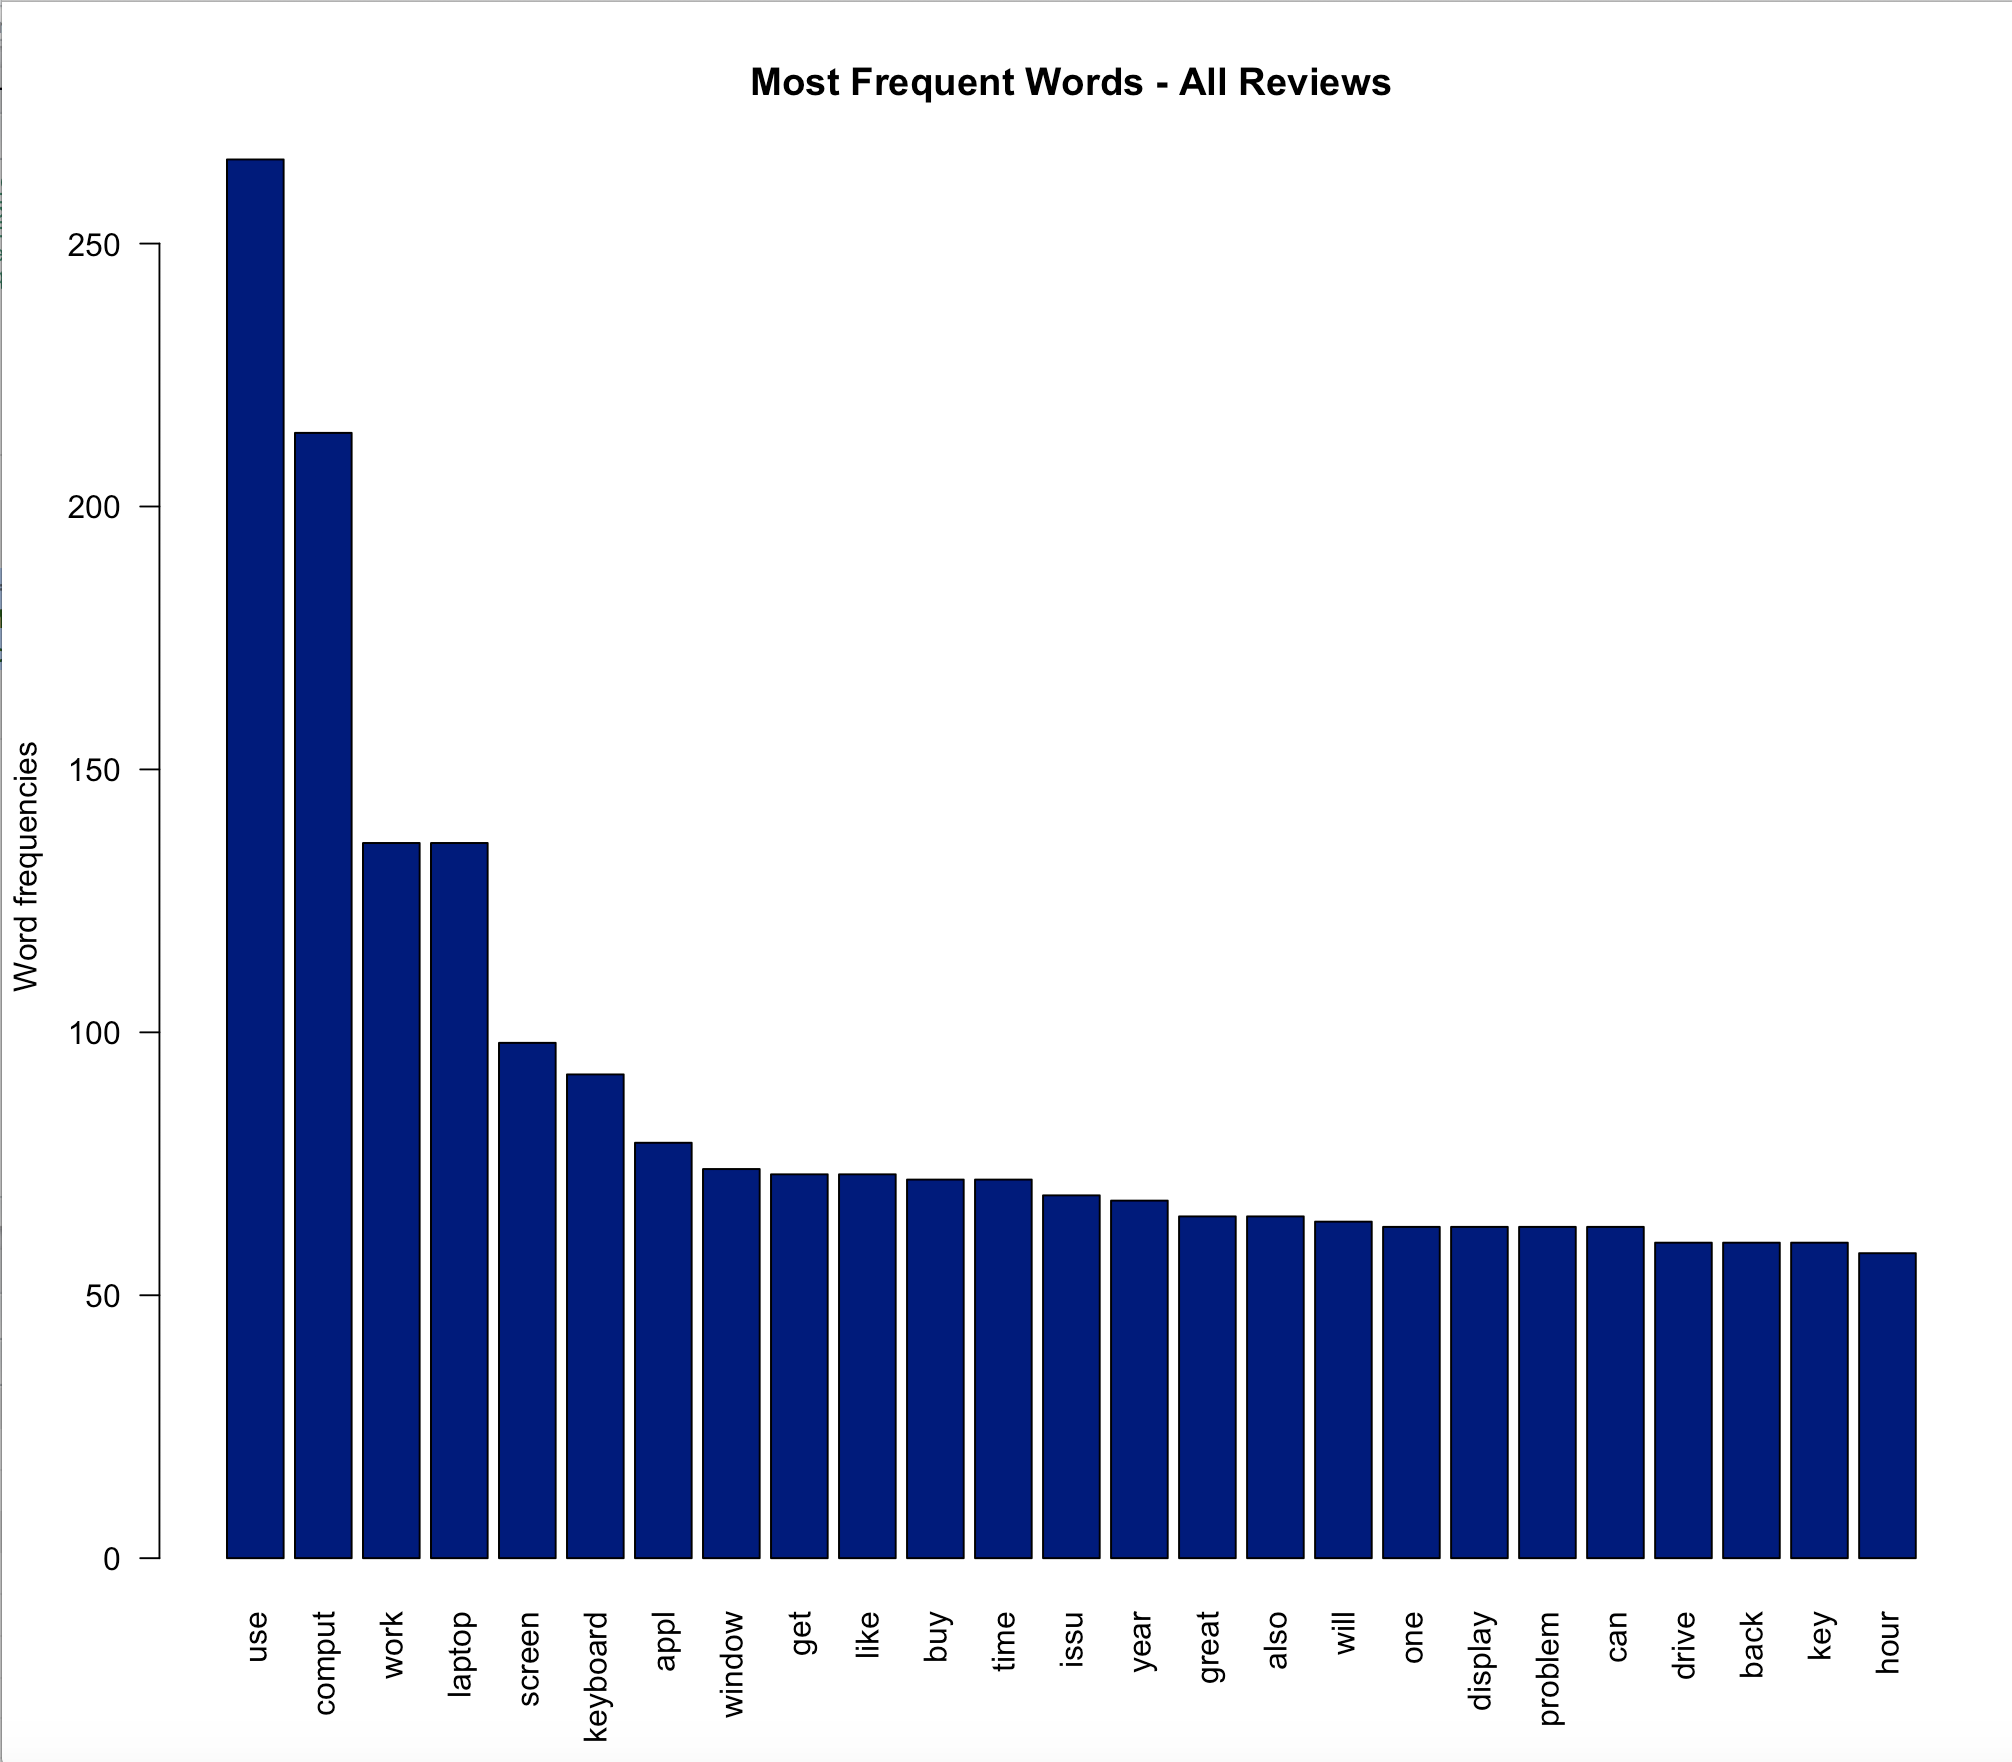 Most Frequent Words - All Reviews
Word frequencies
250
200
150
100
50
0
use
comput
work
laptop
screen
keyboard
appl
window
get
like
buy
time
issu
year
great
also
will
one
display
problem
can
drive
back
key
hour